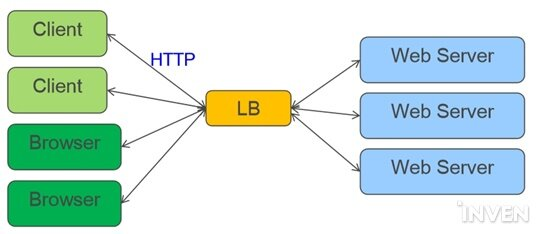 Client
HTTP
Client
Browser
Browser
LB
Web Server
Web Server
Web Server
INVEN